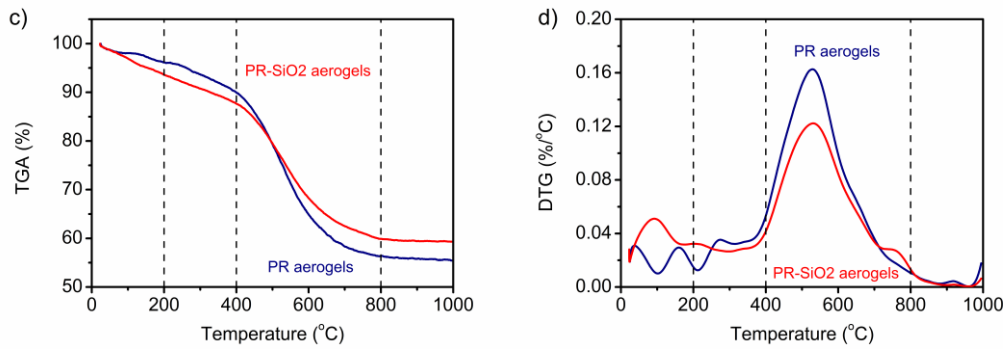 c)
100
90
80
70
60
50
TGA (%)
PR-SiO2 aerogels
PR aerogels
0 200 400 600 800 1000
Temperature (°C)
d)
0.20
0.16
0.12
0.08
0.04
0.00
DTG (%/°C)
PR aerogels
PR-SiO2 aerogels
0 200 400 600 800 1000
Temperature (°C)